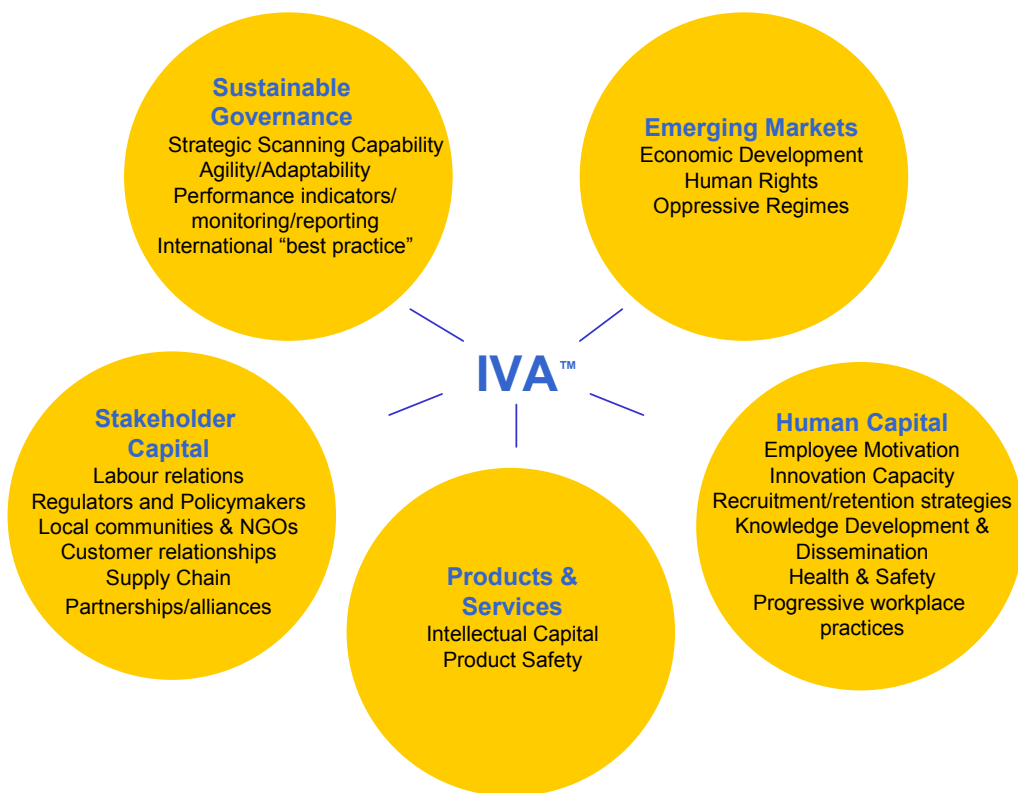 Sustainable
Governance
Strategic Scanning Capability
Agility/Adaptability
Performance indicators/
monitoring/reporting
International “best practice”
Emerging Markets
Economic Development
Human Rights
Oppressive Regimes
IVA™
Stakeholder
Capital
Labour relations
Regulators and Policymakers
Local communities & NGOs
Customer relationships
Supply Chain
Partnerships/alliances
Products &
Services
Intellectual Capital
Product Safety
Human Capital
Employee Motivation
Innovation Capacity
Recruitment/retention strategies
Knowledge Development &
Dissemination
Health & Safety
Progressive workplace
practices